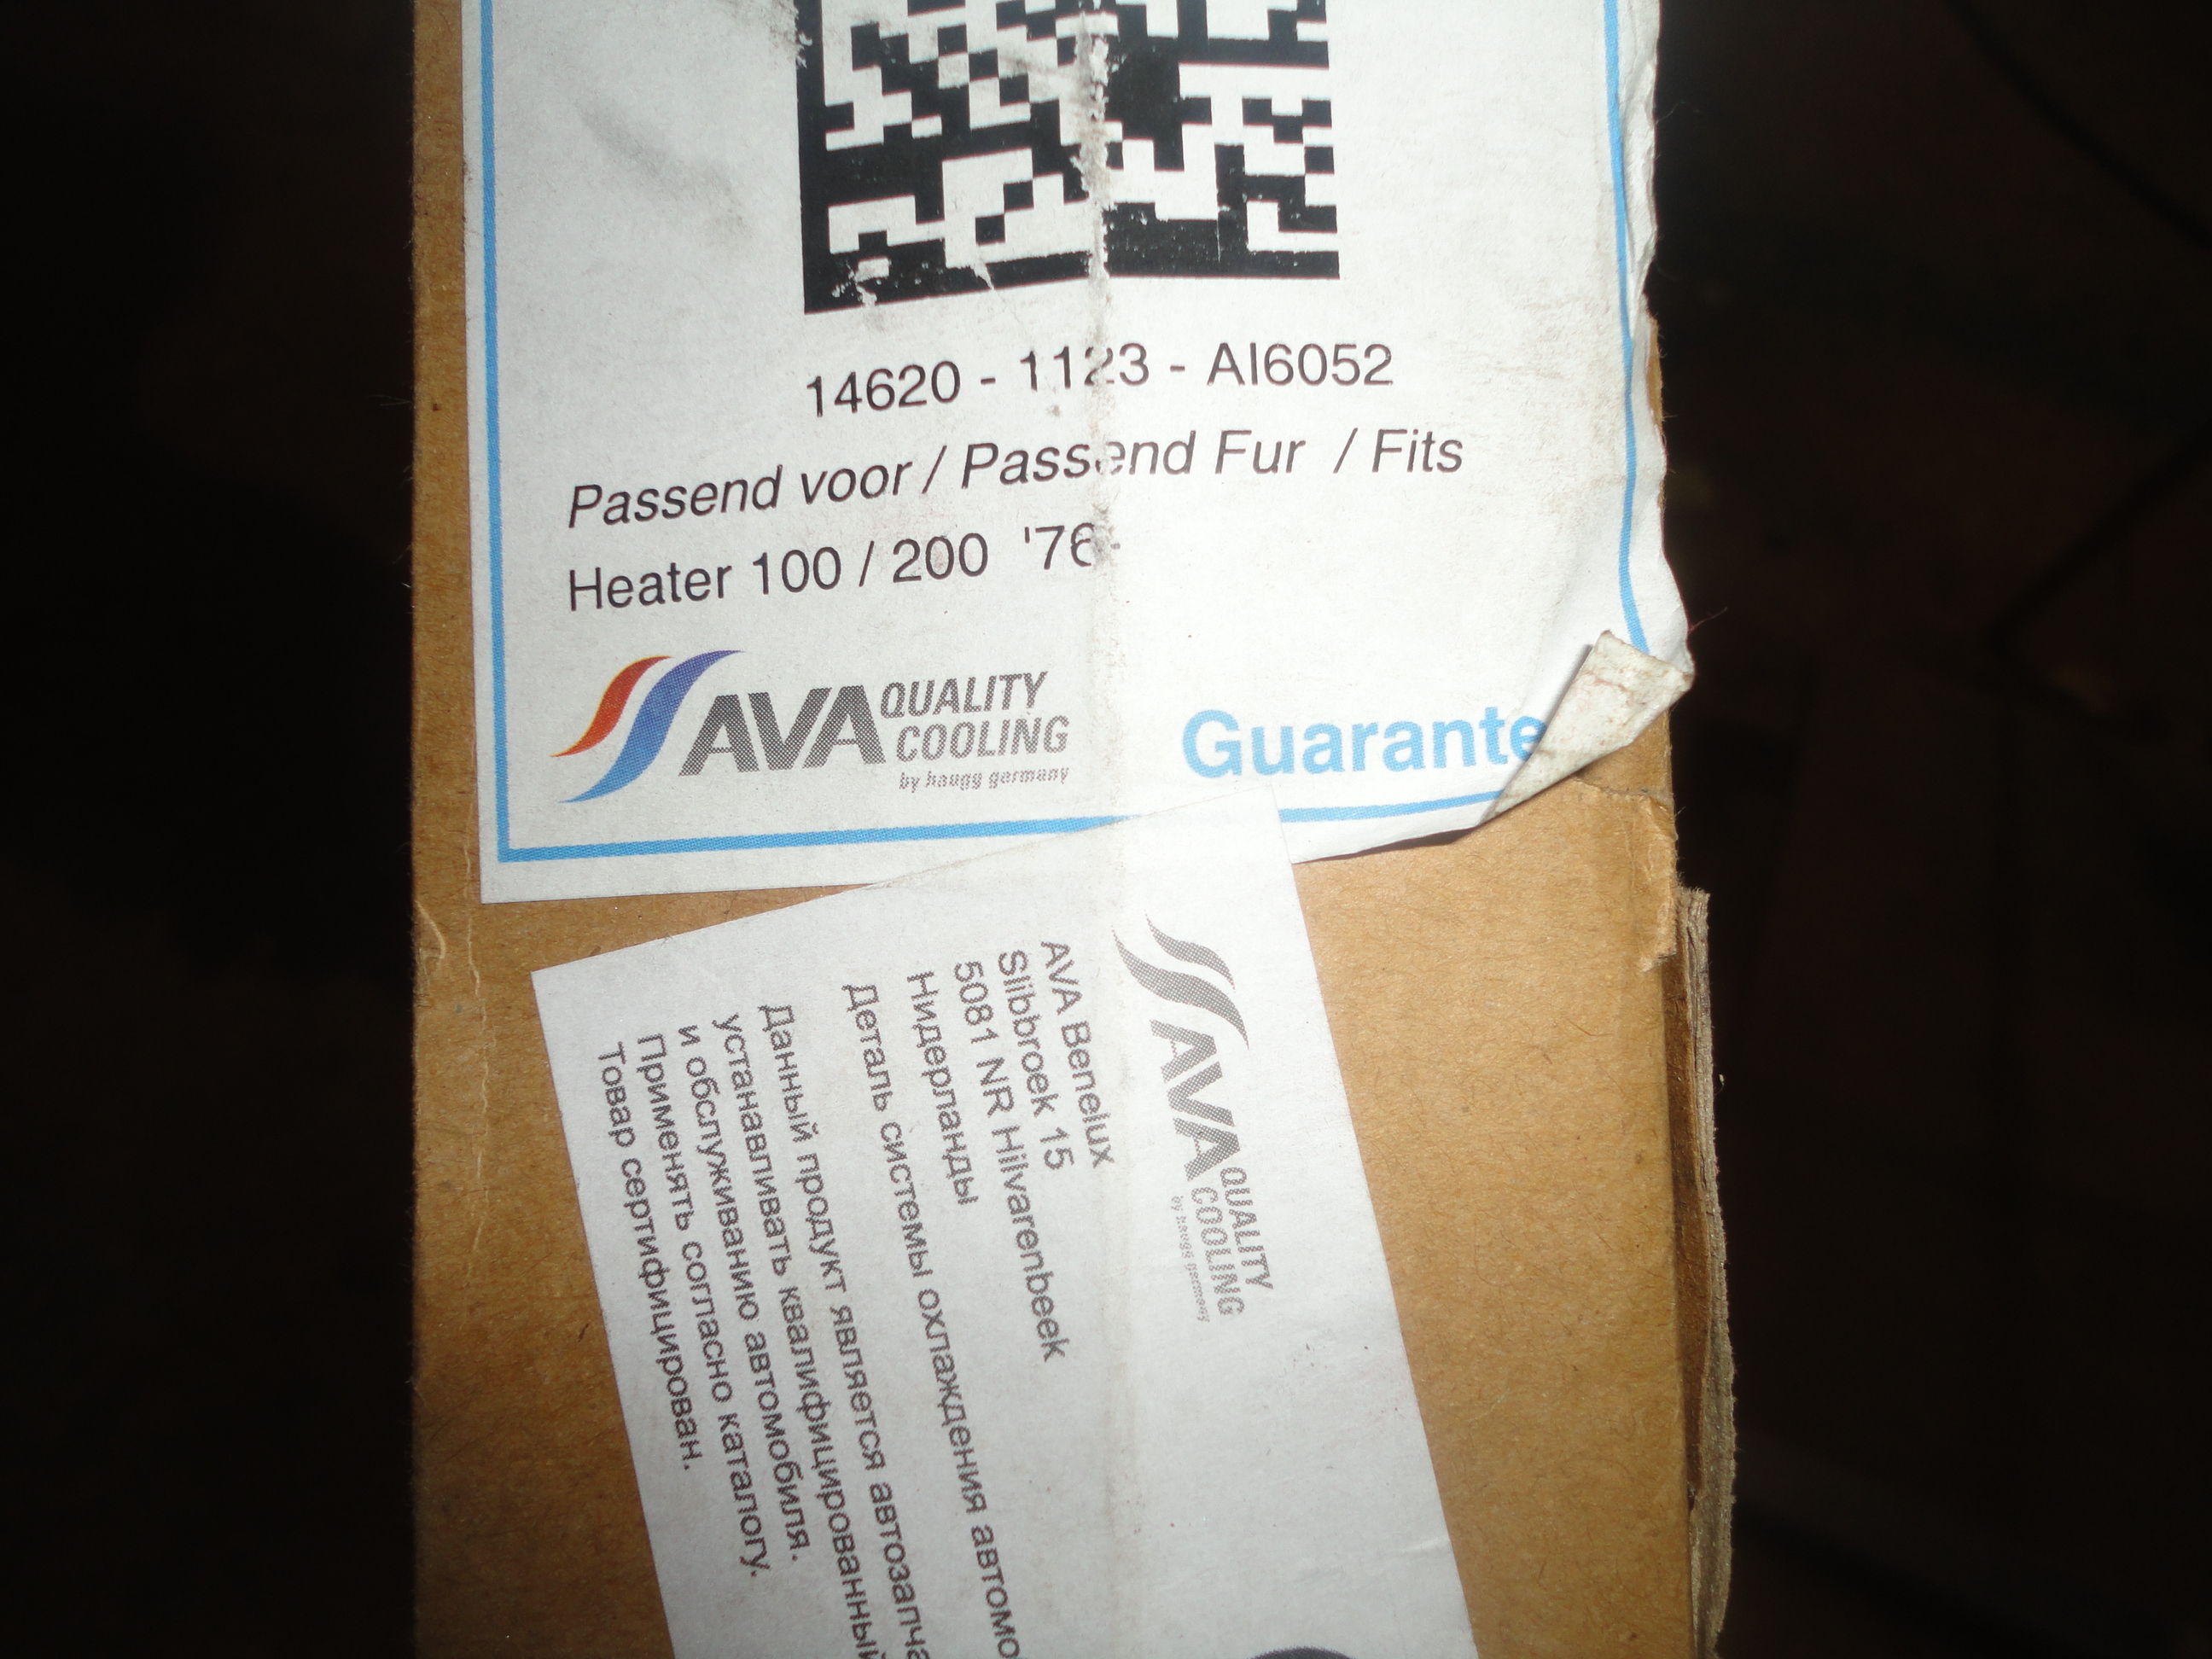 14620 - 1123 - AI6052
Passend voor / Passend Fur / Fits
Heater 100 / 200 '76-
AVA QUALITY
COOLING
by haugg germany
Guarante
AVA QUALITY
COOLING
by haugg germany
AVA Benelux
Slibbroek 15
5081 NR Hilvarenbeek
Нидерланды
Деталь системы охлаждения автомо
Данный продукт является автозапча
устанавливать квалифицированный
и обслуживанию автомобиля.
Применять согласно каталогу.
Товар сертифицирован.